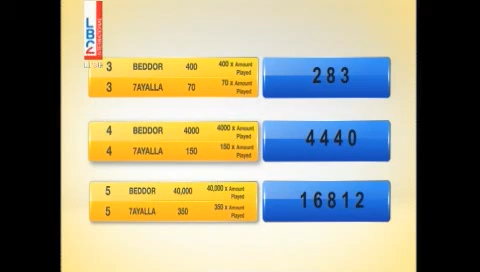 LBC
INTERNATIONAL
3 BEDDOR 400 400 x Amount Played
3 7AYALLA 70 70 x Amount Played
283
4 BEDDOR 4000 4000 x Amount Played
4 7AYALLA 150 150 x Amount Played
4440
5 BEDDOR 40,000 40,000 x Amount Played
5 7AYALLA 350 350 x Amount Played
16812